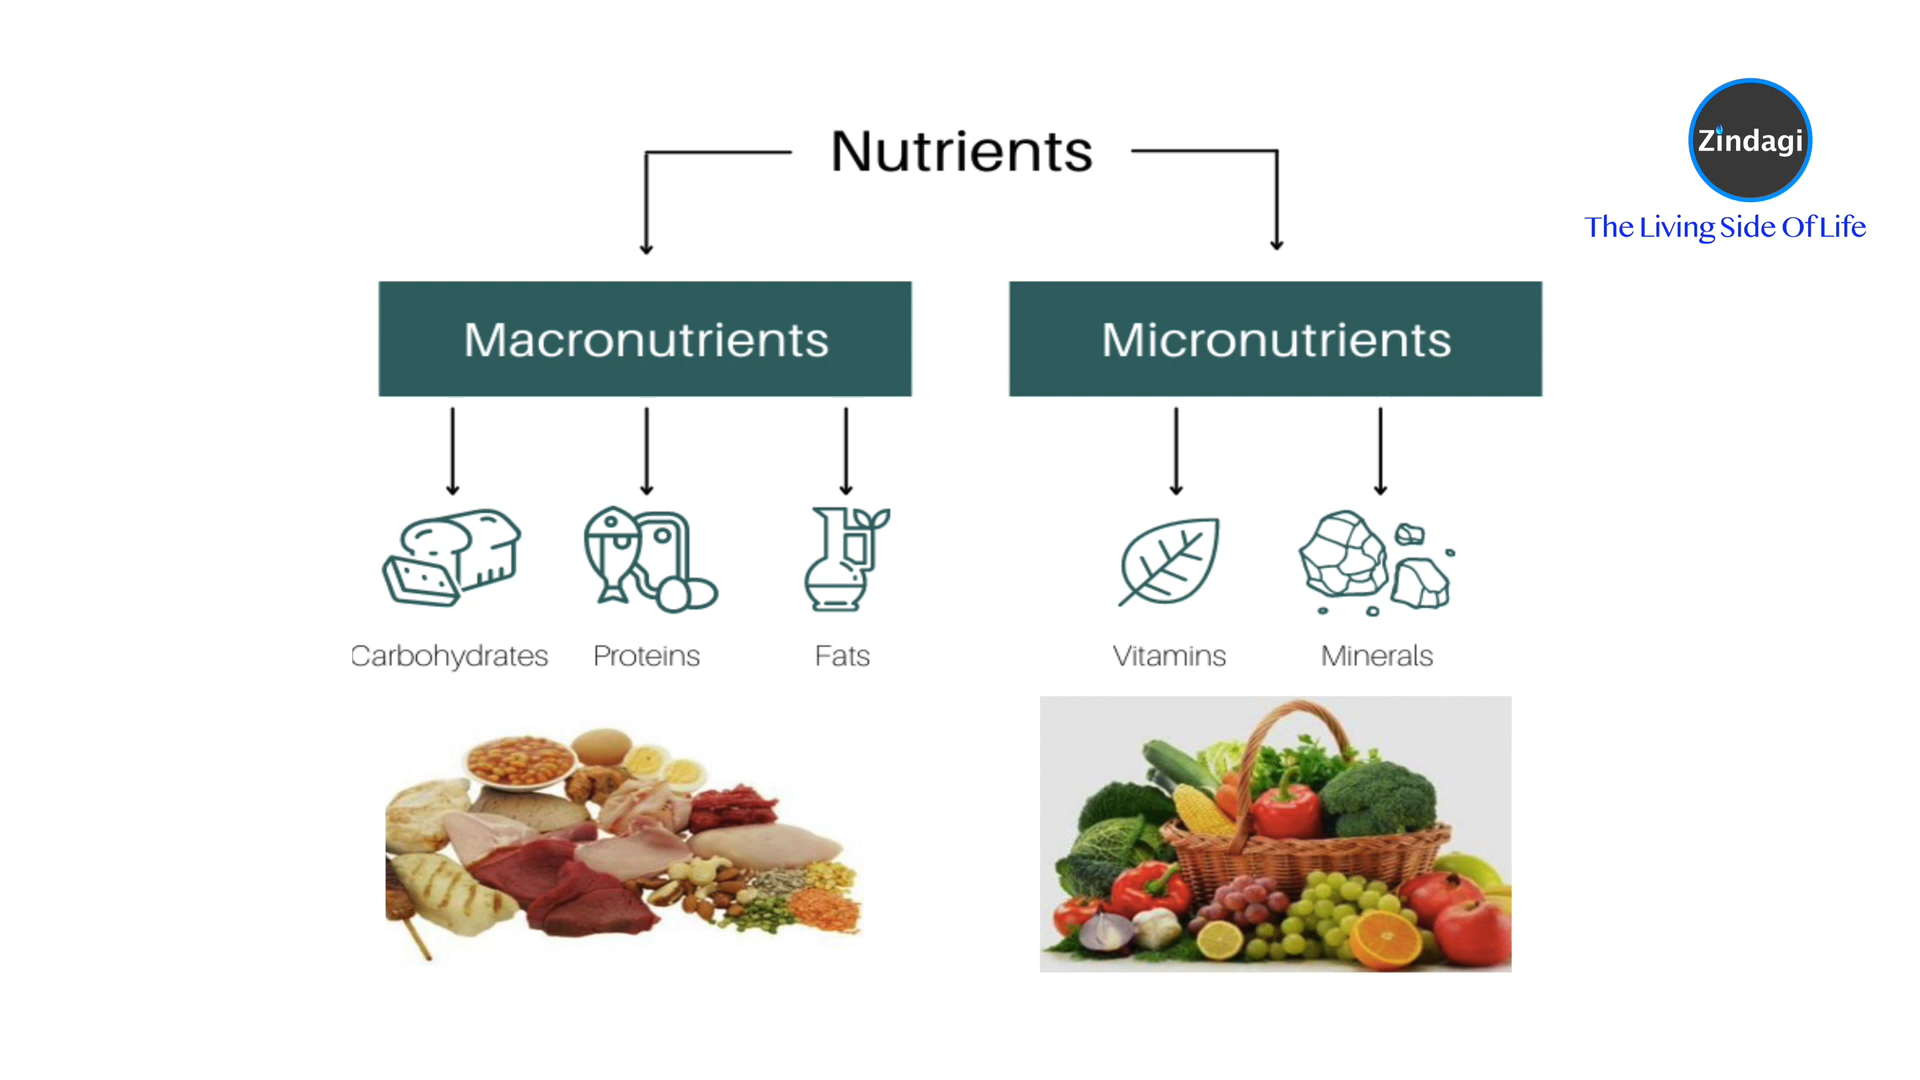 Nutrients
Zindagi
The Living Side Of Life
Macronutrients
Micronutrients
Carbohydrates
Proteins
Fats
Vitamins
Minerals